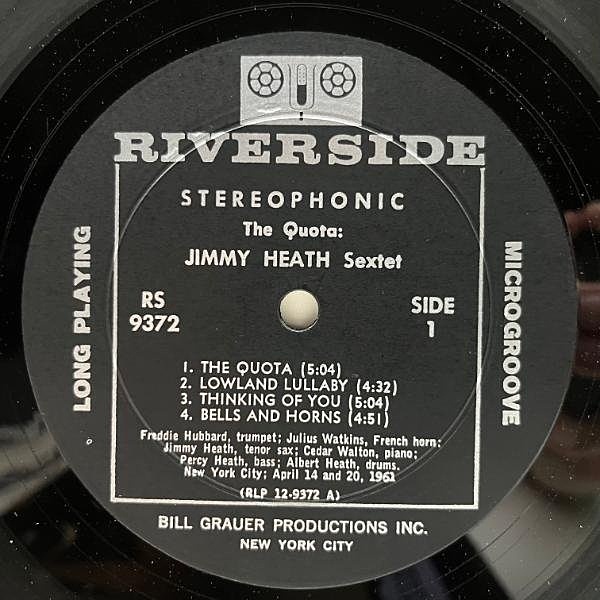 RIVERSIDE
STEREOPHONIC
The Quota:
JIMMY HEATH Sextet
LONG PLAYING
RS
9372
SIDE
1
MICROGROOVE
1. THE QUOTA (5:04)
2. LOWLAND LULLABY (4:32)
3. THINKING OF YOU (5:04)
4. BELLS AND HORNS (4:51)
Freddie Hubbard, trumpet; Julius Watkins, French horn;
Jimmy Heath, tenor sax; Cedar Walton, piano;
Percy Heath, bass; Albert Heath, drums.
New York City; April 14 and 20, 1961
(RLP 12-9372 A)
BILL GRAUER PRODUCTIONS INC.
NEW YORK CITY